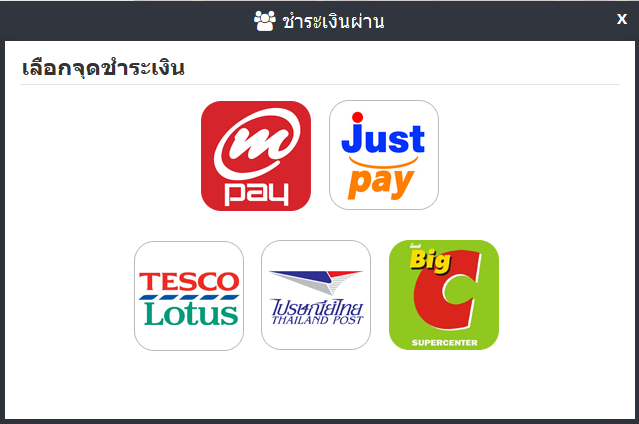 ชำระเงินผ่าน
x
เลือกจุดชำระเงิน
m
pay
Just
pay
TESCO
Lotus
ไปรษณีย์ไทย
THAILAND POST
บิ๊กซี
Big
C
SUPERCENTER